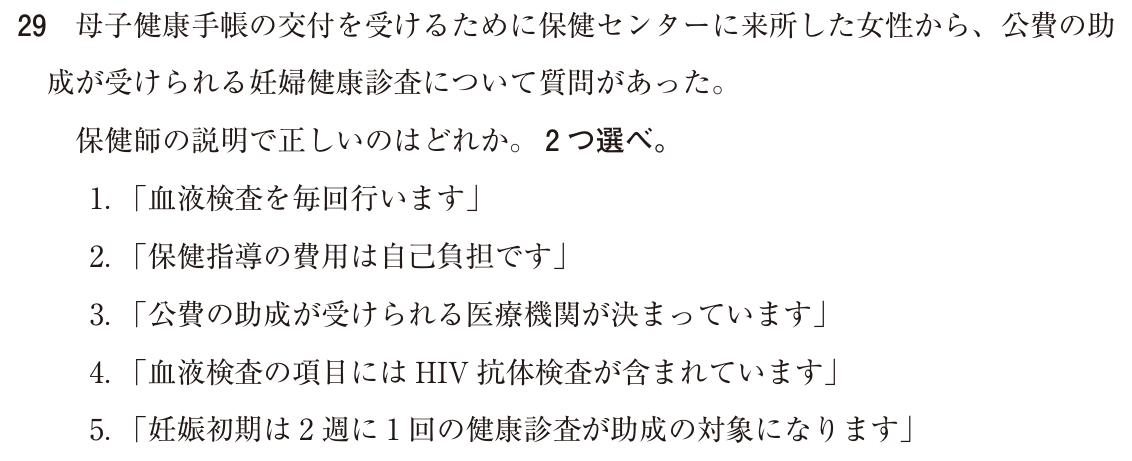 29　母子健康手帳の交付を受けるために保健センターに来所した女性から、公費の助
成が受けられる妊婦健康診査について質問があった。
保健師の説明で正しいのはどれか。2つ選べ。
1. 「血液検査を毎回行います」
2. 「保健指導の費用は自己負担です」
3. 「公費の助成が受けられる医療機関が決まっています」
4. 「血液検査の項目には HIV 抗体検査が含まれています」
5. 「妊娠初期は 2 週に 1 回の健康診査が助成の対象になります」